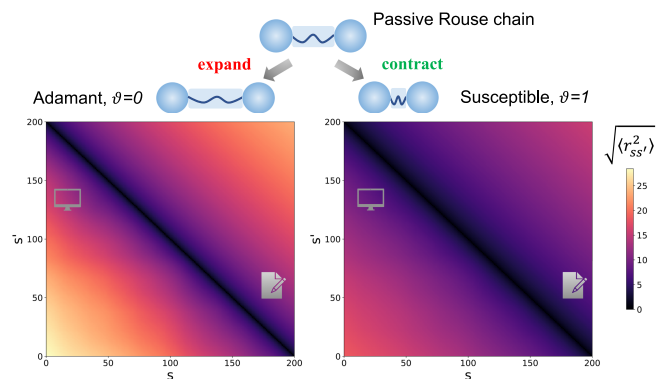 Passive Rouse chain
expand
contract
Adamant, ϑ=0
Susceptible, ϑ=1
√⟨r²ₛₛ′⟩
200
150
100
50
0
s'
0
50
100
150
200
s
200
150
100
50
0
s'
0
50
100
150
200
s
25
20
15
10
5
0